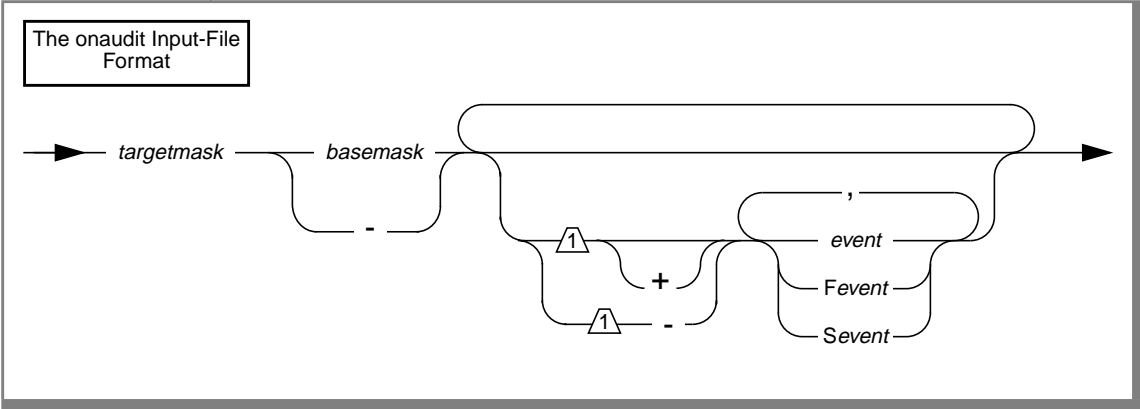 The onaudit Input-File
Format
targetmask basemask
-
,
1 event
+ Fevent
1 - Sevent